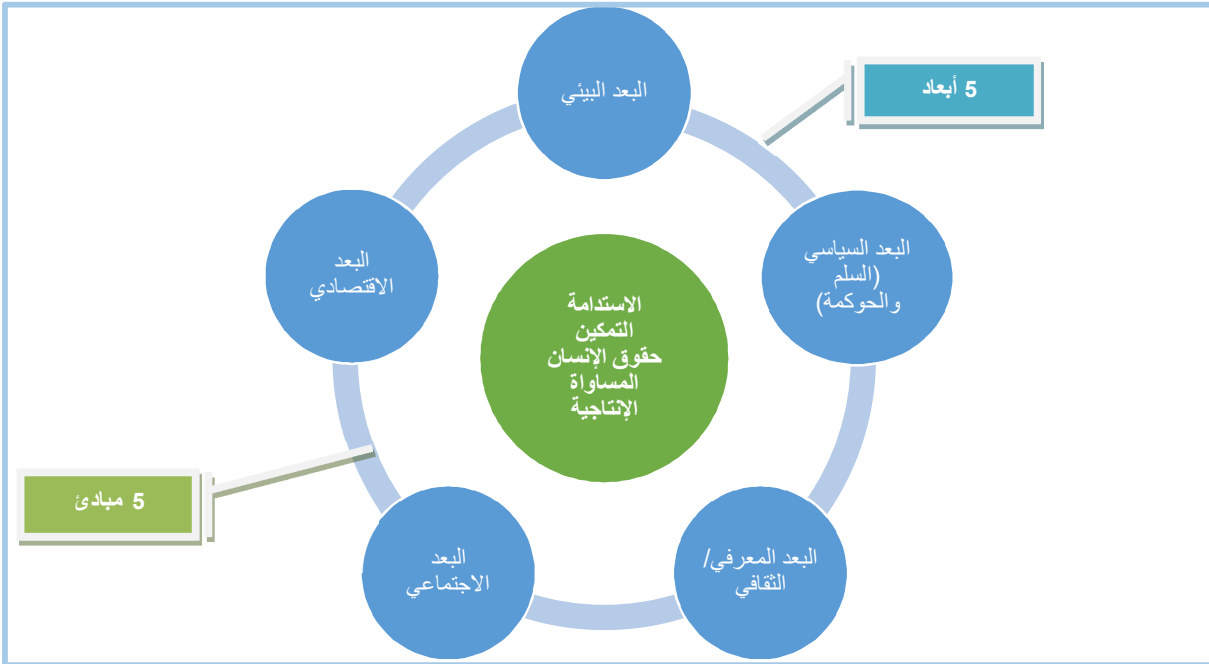 البعد البيئي
5 أبعاد
البعد السياسي
(السلم
والحوكمة)
البعد
الاقتصادي
الاستدامة
التمكين
حقوق الإنسان
المساواة
الإنتاجية
5 مبادئ
البعد المعرفي/
الثقافي
البعد
الاجتماعي